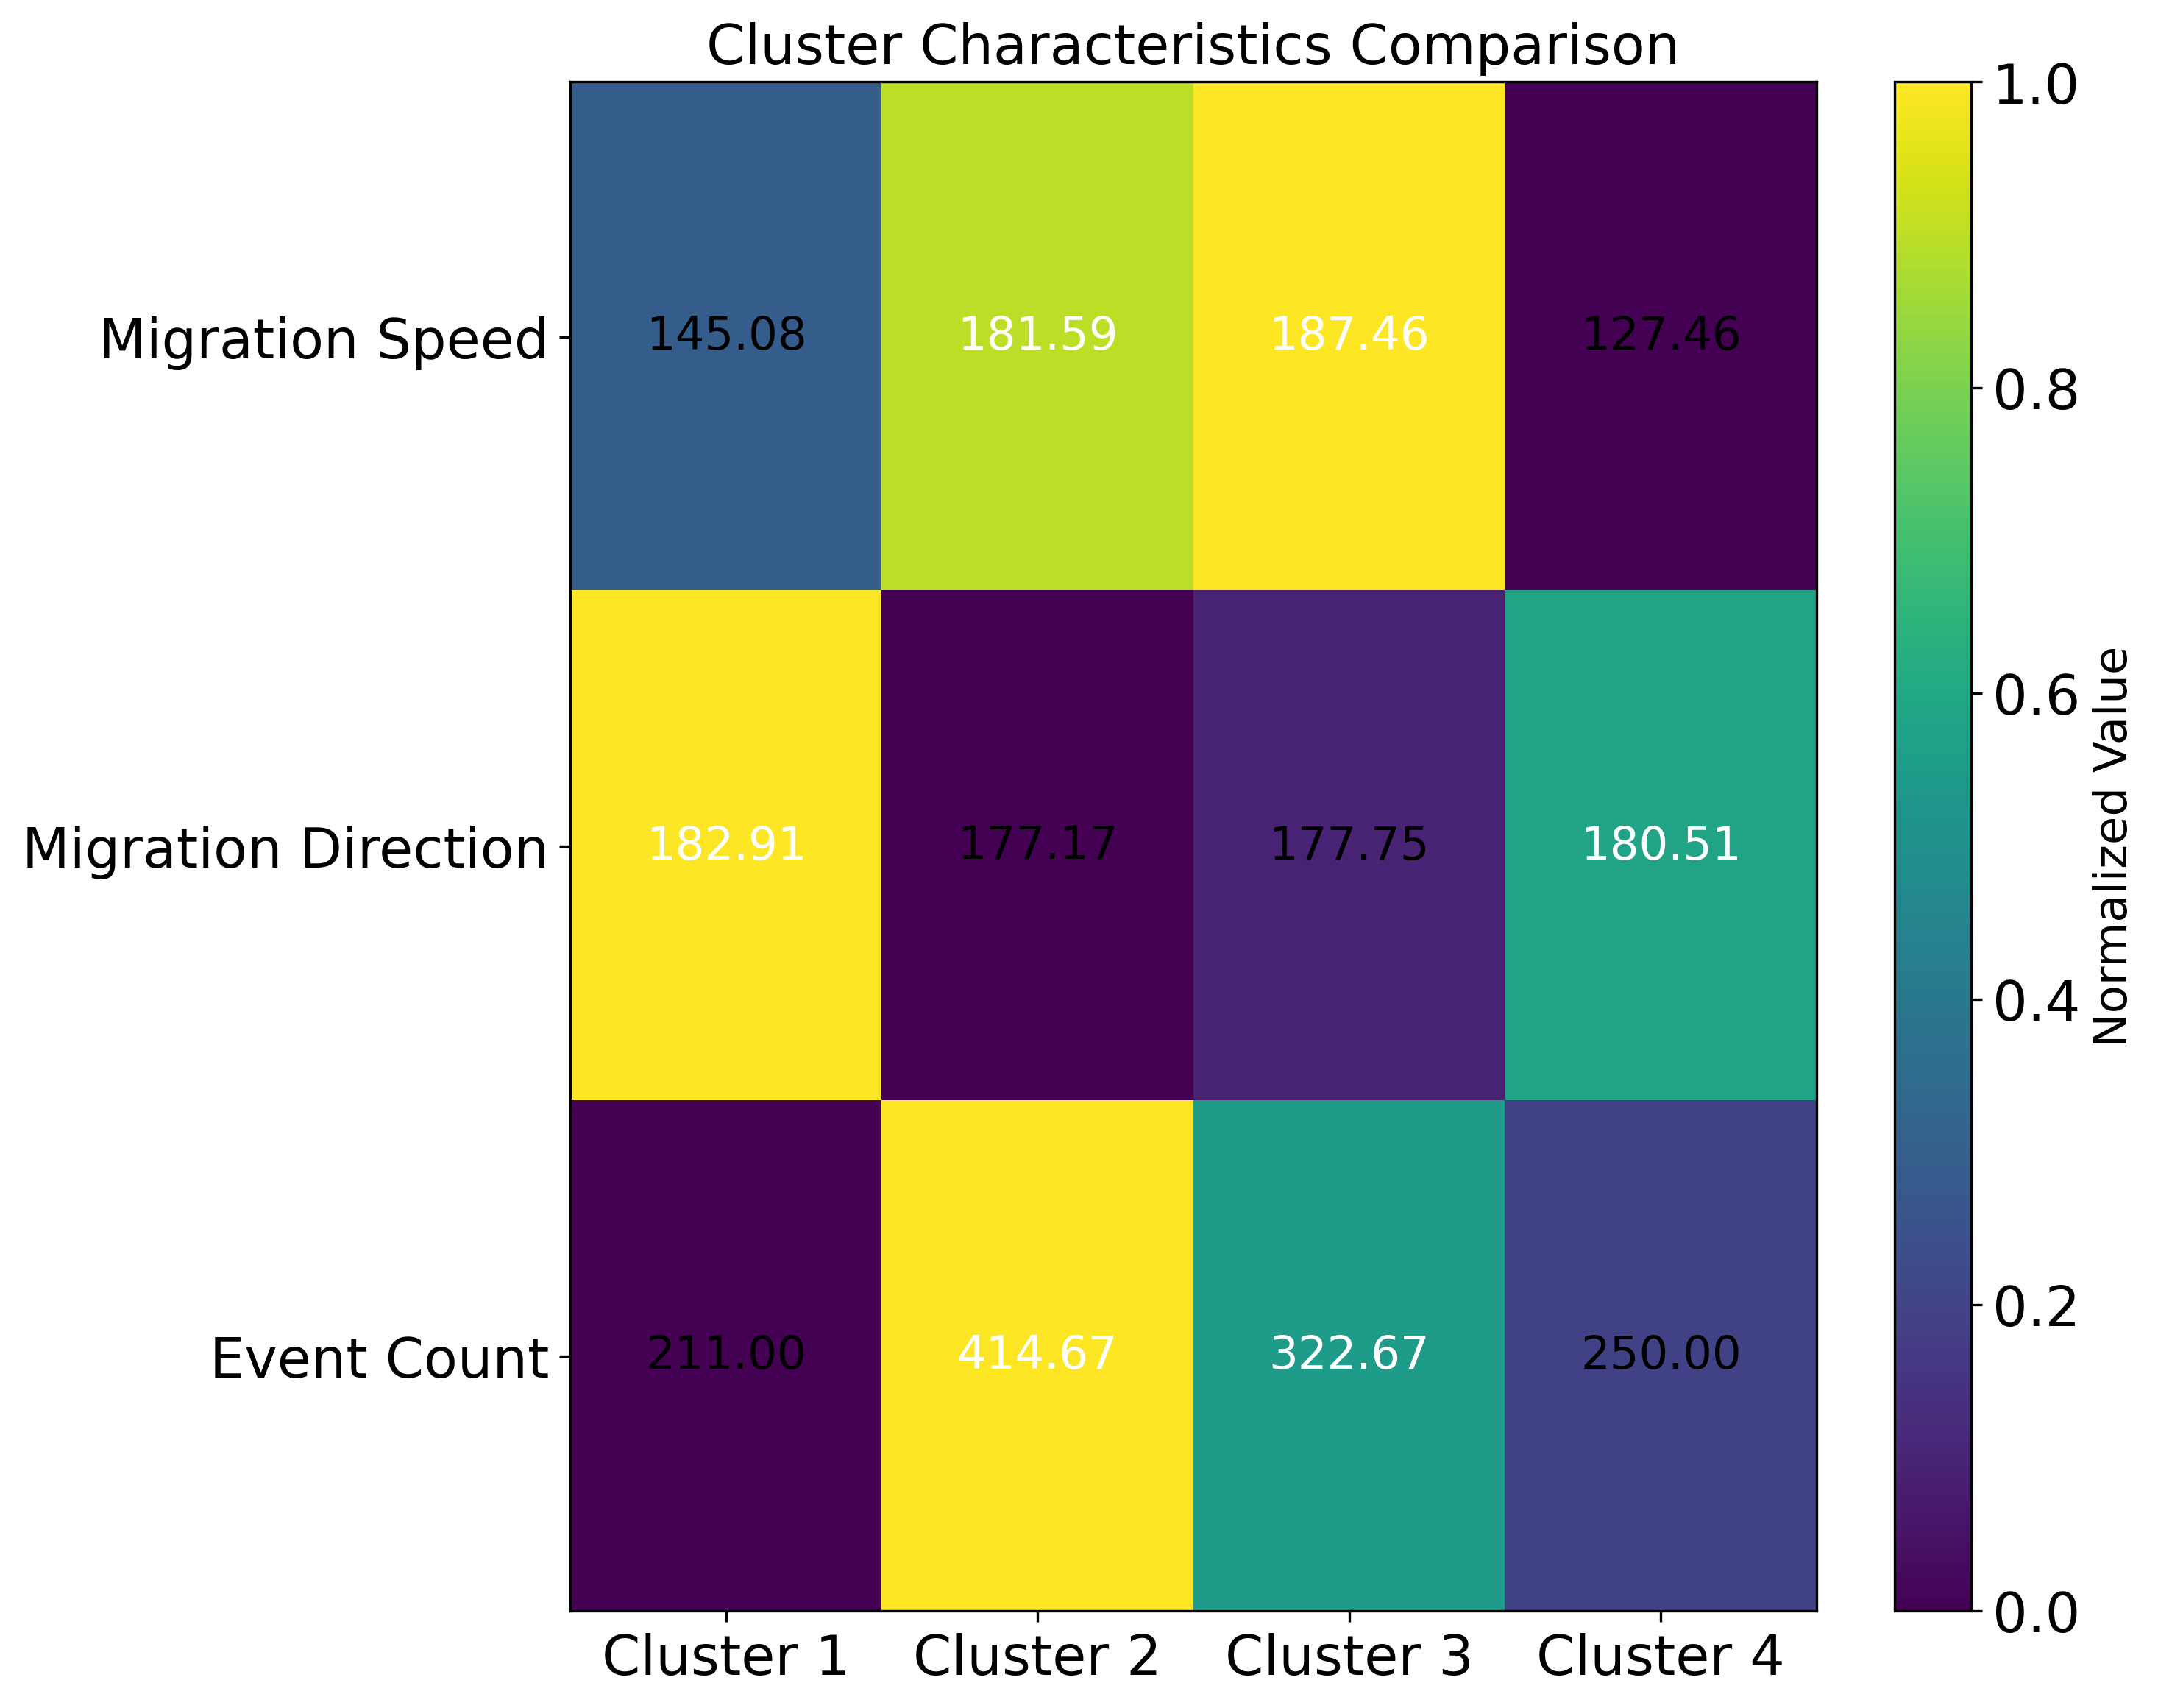 Cluster Characteristics Comparison
Migration Speed 145.08 181.59 187.46 127.46
Migration Direction 182.91 177.17 177.75 180.51
Event Count 211.00 414.67 322.67 250.00
Cluster 1 Cluster 2 Cluster 3 Cluster 4
1.0
0.8
0.6
0.4
0.2
0.0
Normalized Value